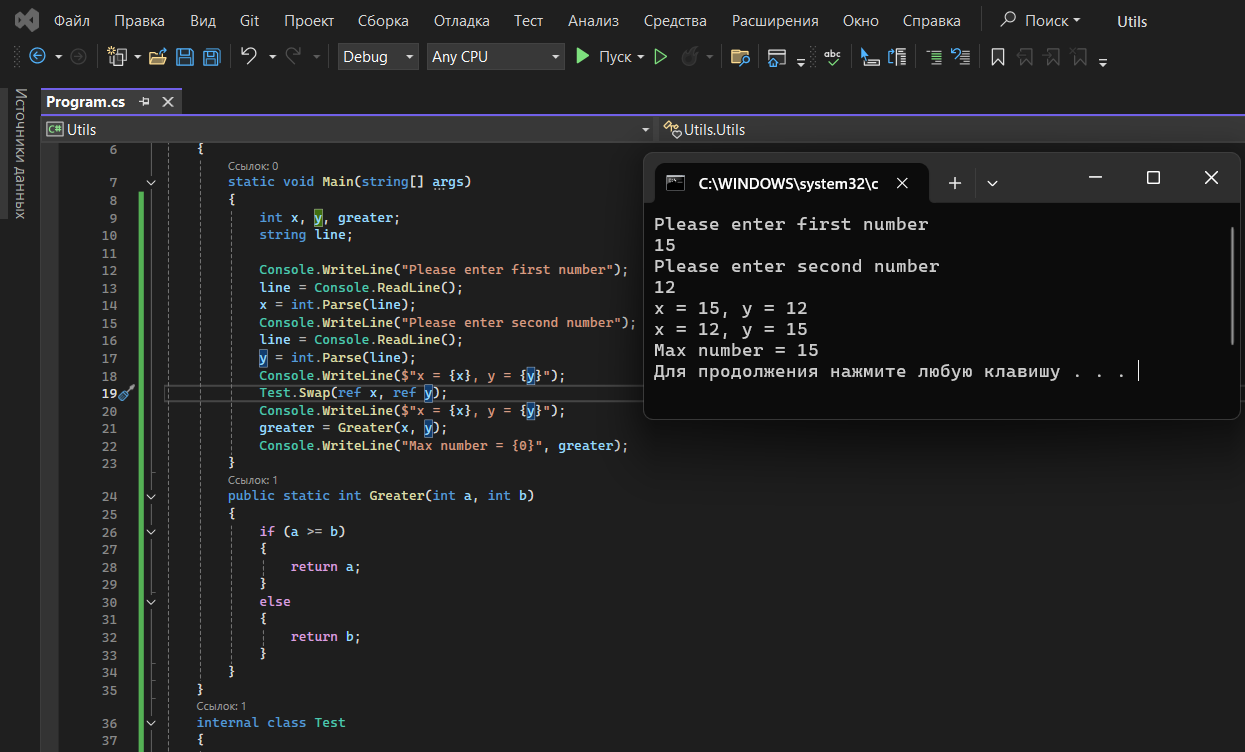 Файл Правка Вид Git Проект Сборка Отладка Тест Анализ Средства Расширения Окно Справка Поиск Utils
Debug Any CPU Пуск abc
Источники данных
Program.cs
C# Utils Utils.Utils
6 {
Ссылок: 0
7 static void Main(string[] args)
8 {
9 int x, y, greater;
10 string line;
11
12 Console.WriteLine("Please enter first number");
13 line = Console.ReadLine();
14 x = int.Parse(line);
15 Console.WriteLine("Please enter second number");
16 line = Console.ReadLine();
17 y = int.Parse(line);
18 Console.WriteLine($"x = {x}, y = {y}");
19 Test.Swap(ref x, ref y);
20 Console.WriteLine($"x = {x}, y = {y}");
21 greater = Greater(x, y);
22 Console.WriteLine("Max number = {0}", greater);
23 }
Ссылок: 1
24 public static int Greater(int a, int b)
25 {
26 if (a >= b)
27 {
28 return a;
29 }
30 else
31 {
32 return b;
33 }
34 }
35 }
Ссылок: 1
36 internal class Test
37 {
C:\WINDOWS\system32\c
Please enter first number
15
Please enter second number
12
x = 15, y = 12
x = 12, y = 15
Max number = 15
Для продолжения нажмите любую клавишу . . .